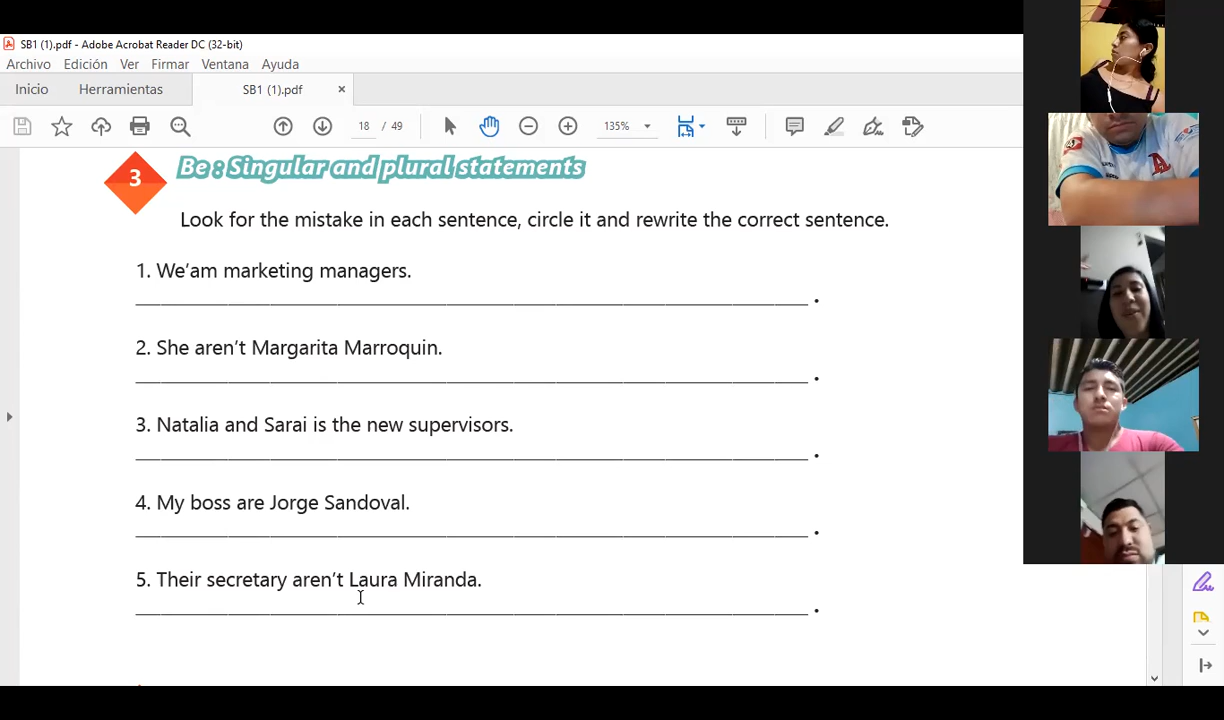 SB1 (1).pdf - Adobe Acrobat Reader DC (32-bit)
Archivo Edición Ver Firmar Ventana Ayuda
Inicio Herramientas SB1 (1).pdf ×
18 / 49 135%
3 Be : Singular and plural statements
Look for the mistake in each sentence, circle it and rewrite the correct sentence.
1. We’am marketing managers.
.
2. She aren’t Margarita Marroquin.
.
3. Natalia and Sarai is the new supervisors.
.
4. My boss are Jorge Sandoval.
.
5. Their secretary aren’t Laura Miranda.
.
A